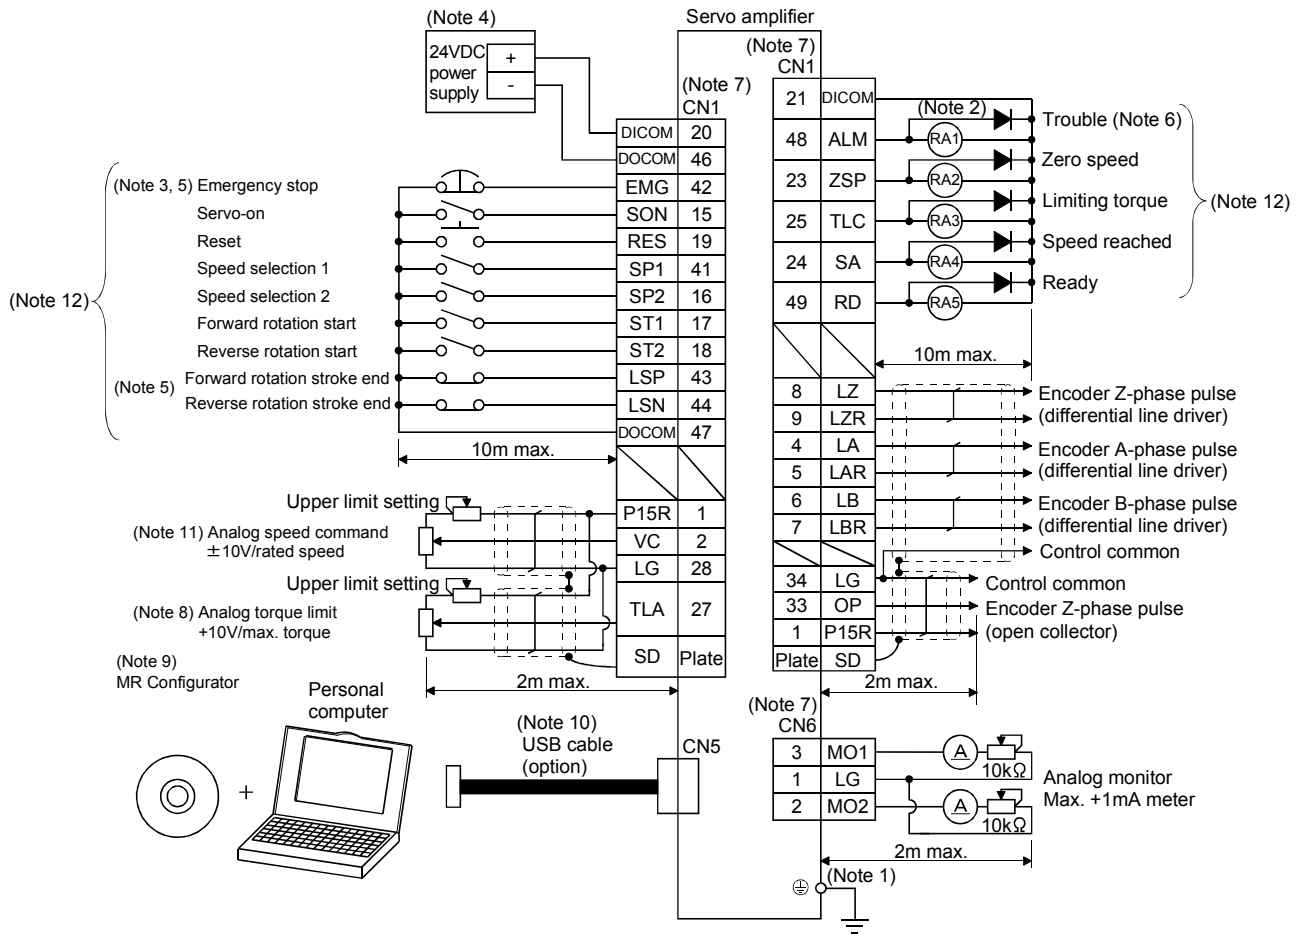 (Note 4)
24VDC
power
supply
+
-
Servo amplifier
(Note 7)
CN1
DICOM 20
DOCOM 46
EMG 42
SON 15
RES 19
SP1 41
SP2 16
ST1 17
ST2 18
LSP 43
LSN 44
DOCOM 47
P15R 1
VC 2
LG 28
TLA 27
SD Plate
(Note 12)
(Note 3, 5) Emergency stop
Servo-on
Reset
Speed selection 1
Speed selection 2
Forward rotation start
Reverse rotation start
(Note 5)
Forward rotation stroke end
Reverse rotation stroke end
10m max.
Upper limit setting
(Note 11) Analog speed command
±10V/rated speed
Upper limit setting
(Note 8) Analog torque limit
+10V/max. torque
2m max.
(Note 9)
MR Configurator
Personal
computer
+
(Note 10)
USB cable
(option)
CN5
(Note 7)
CN1
21 DICOM
48 ALM
23 ZSP
25 TLC
24 SA
49 RD
8 LZ
9 LZR
4 LA
5 LAR
6 LB
7 LBR
34 LG
33 OP
1 P15R
Plate SD
(Note 2)
RA1
RA2
RA3
RA4
RA5
Trouble (Note 6)
Zero speed
Limiting torque
Speed reached
Ready
(Note 12)
10m max.
Encoder Z-phase pulse
(differential line driver)
Encoder A-phase pulse
(differential line driver)
Encoder B-phase pulse
(differential line driver)
Control common
Control common
Encoder Z-phase pulse
(open collector)
2m max.
(Note 7)
CN6
3 MO1
1 LG
2 MO2
A
10kΩ
A
10kΩ
Analog monitor
Max. +1mA meter
2m max.
(Note 1)